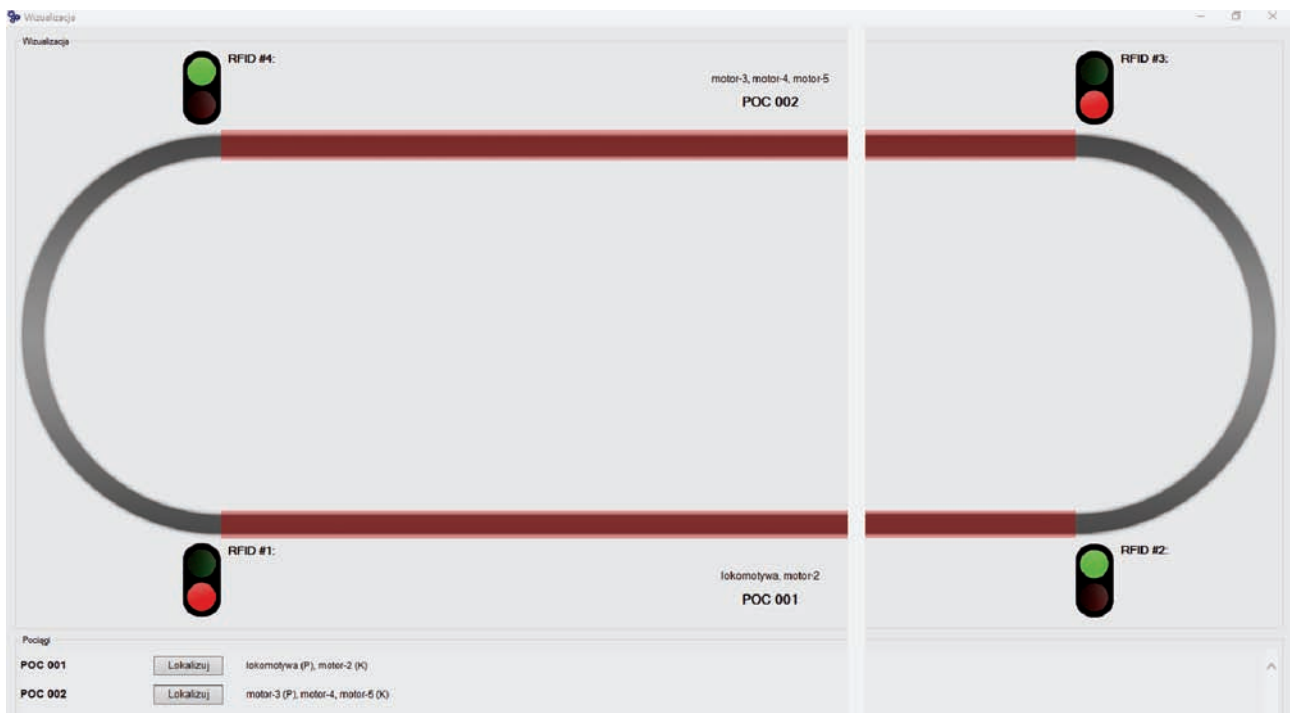 Wizualizacja
Wizualizacja
RFID #4:
RFID #3:
motor-3, motor-4, motor-5
POC 002
RFID #1:
RFID #2:
lokomotywa, motor-2
POC 001
Pociągi
POC 001 Lokalizuj lokomotywa (P), motor-2 (K)
POC 002 Lokalizuj motor-3 (P), motor-4, motor-5 (K)